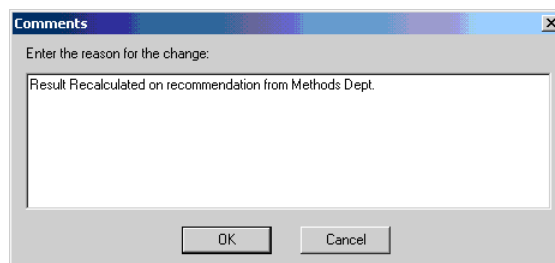 Comments
Enter the reason for the change:
Result Recalculated on recommendation from Methods Dept.
OK Cancel